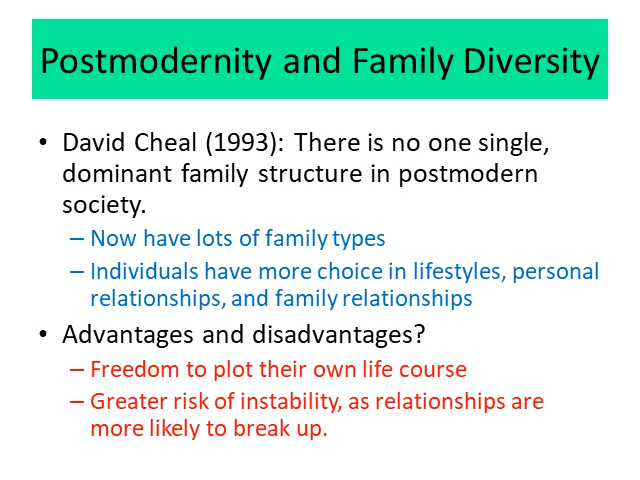 Postmodernity and Family Diversity
• David Cheal (1993): There is no one single,
dominant family structure in postmodern
society.
– Now have lots of family types
– Individuals have more choice in lifestyles, personal
relationships, and family relationships
• Advantages and disadvantages?
– Freedom to plot their own life course
– Greater risk of instability, as relationships are
more likely to break up.